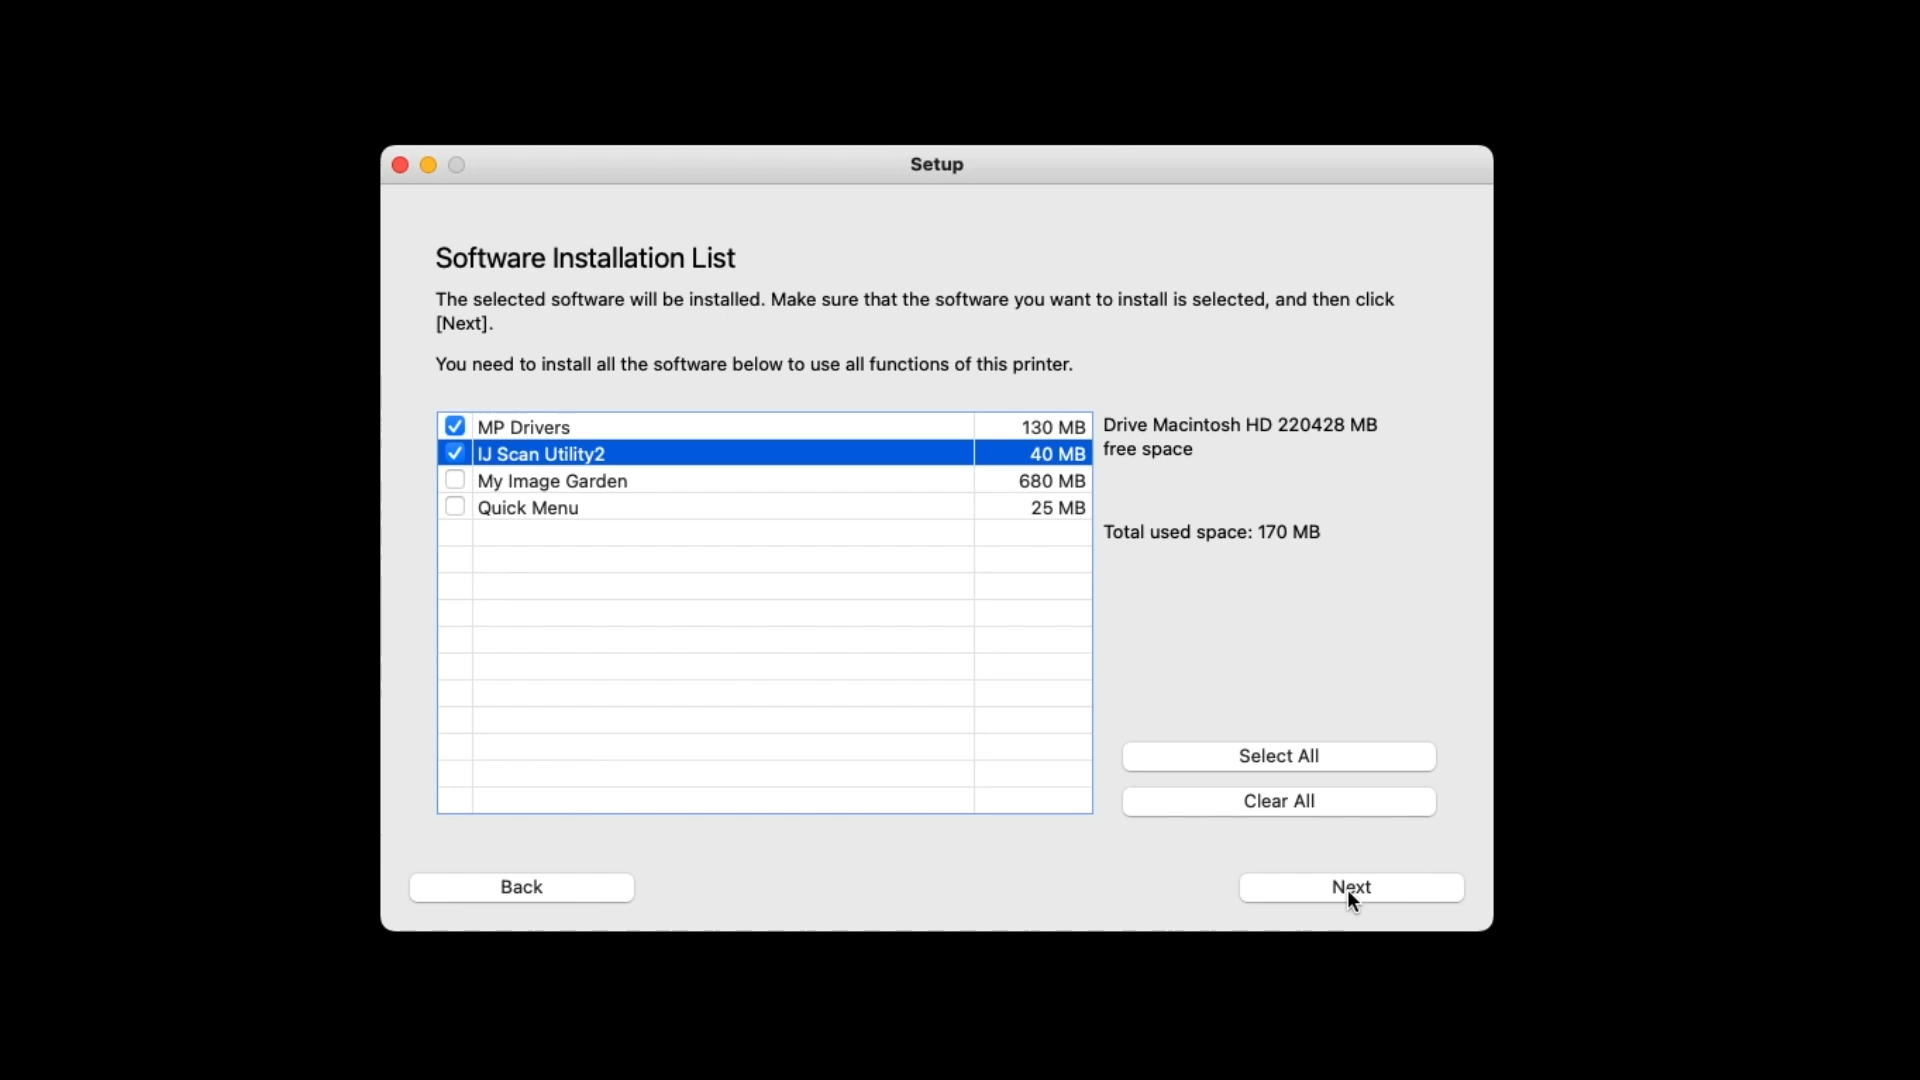 Setup
Software Installation List
The selected software will be installed. Make sure that the software you want to install is selected, and then click
[Next].
You need to install all the software below to use all functions of this printer.
MP Drivers 130 MB
IJ Scan Utility2 40 MB
My Image Garden 680 MB
Quick Menu 25 MB
Drive Macintosh HD 220428 MB
free space
Total used space: 170 MB
Select All
Clear All
Back
Next